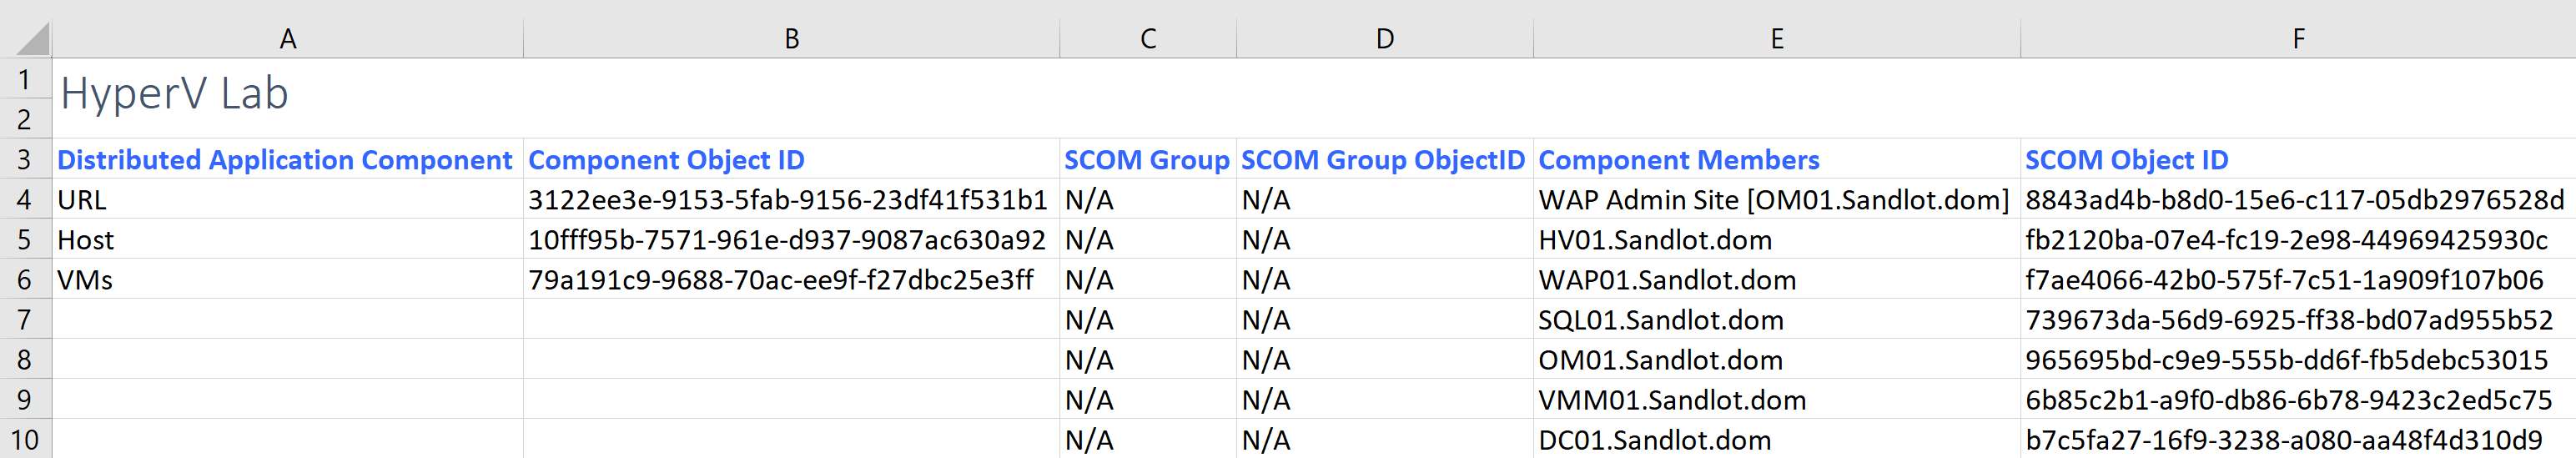 A B C D E F
1 HyperV Lab
2
3 Distributed Application Component Component Object ID SCOM Group SCOM Group ObjectID Component Members SCOM Object ID
4 URL 3122ee3e-9153-5fab-9156-23df41f531b1 N/A N/A WAP Admin Site [OM01.Sandlot.dom] 8843ad4b-b8d0-15e6-c117-05db2976528d
5 Host 10fff95b-7571-961e-d937-9087ac630a92 N/A N/A HV01.Sandlot.dom fb2120ba-07e4-fc19-2e98-44969425930c
6 VMs 79a191c9-9688-70ac-ee9f-f27dbc25e3ff N/A N/A WAP01.Sandlot.dom f7ae4066-42b0-575f-7c51-1a909f107b06
7 N/A N/A SQL01.Sandlot.dom 739673da-56d9-6925-ff38-bd07ad955b52
8 N/A N/A OM01.Sandlot.dom 965695bd-c9e9-555b-dd6f-fb5debc53015
9 N/A N/A VMM01.Sandlot.dom 6b85c2b1-a9f0-db86-6b78-9423c2ed5c75
10 N/A N/A DC01.Sandlot.dom b7c5fa27-16f9-3238-a080-aa48f4d310d9